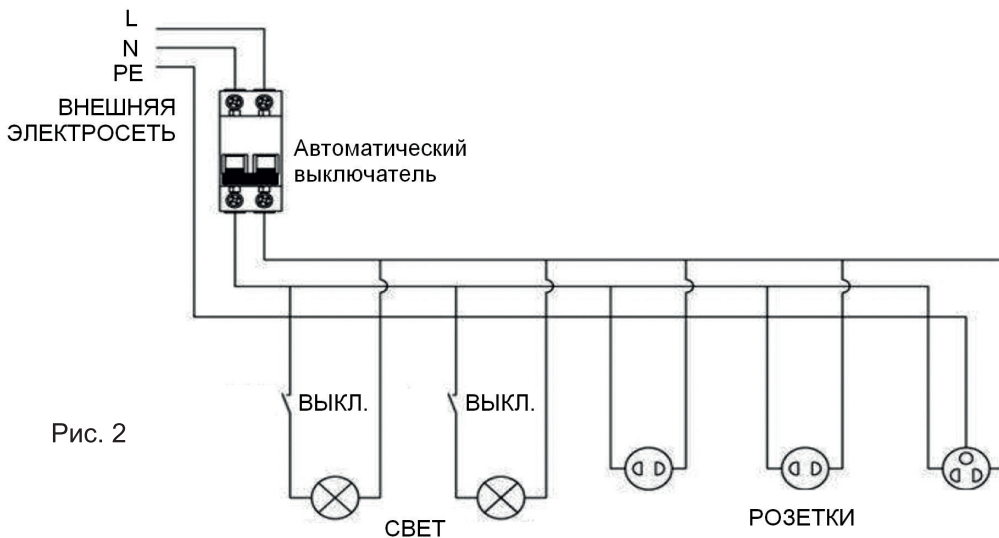 L
N
PE
ВНЕШНЯЯ
ЭЛЕКТРОСЕТЬ
Автоматический
выключатель
ВЫКЛ.
ВЫКЛ.
Рис. 2
СВЕТ
РОЗЕТКИ